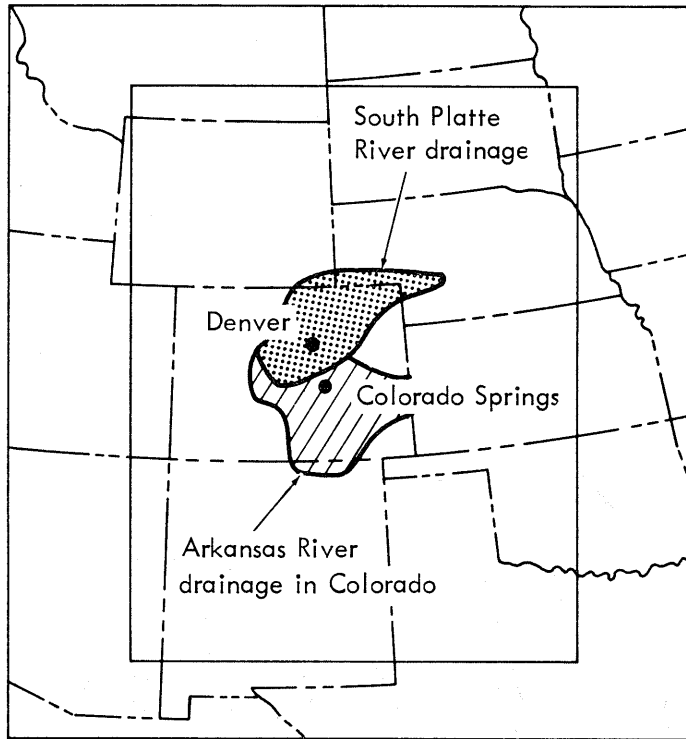 South Platte
River drainage
Denver
Colorado Springs
Arkansas River
drainage in Colorado